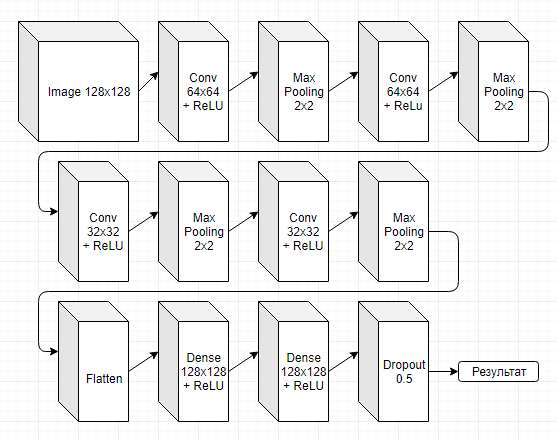 Image 128x128
Conv
64x64
+ ReLU
Max
Pooling
2x2
Conv
64x64
+ ReLu
Max
Pooling
2x2
Conv
32x32
+ ReLU
Max
Pooling
2x2
Conv
32x32
+ ReLU
Max
Pooling
2x2
Flatten
Dense
128x128
+ ReLU
Dense
128x128
+ ReLU
Dropout
0.5
Результат